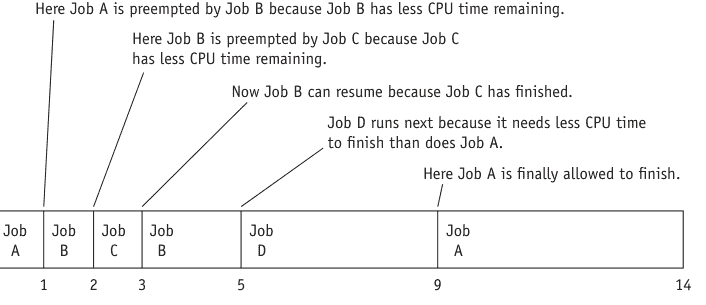 Here Job A is preempted by Job B because Job B has less CPU time remaining.
Here Job B is preempted by Job C because Job C
has less CPU time remaining.
Now Job B can resume because Job C has finished.
Job D runs next because it needs less CPU time
to finish than does Job A.
Here Job A is finally allowed to finish.
Job Job Job Job Job Job
A B C B D A
1 2 3 5 9 14